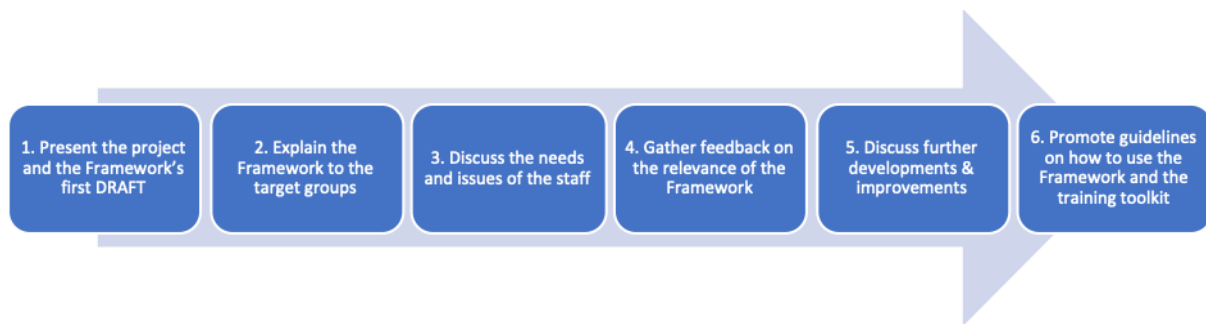 1. Present the project
and the Framework's
first DRAFT
2. Explain the
Framework to the
target groups
3. Discuss the needs
and issues of the staff
4. Gather feedback on
the relevance of the
Framework
5. Discuss further
developments &
improvements
6. Promote guidelines
on how to use the
Framework and the
training toolkit